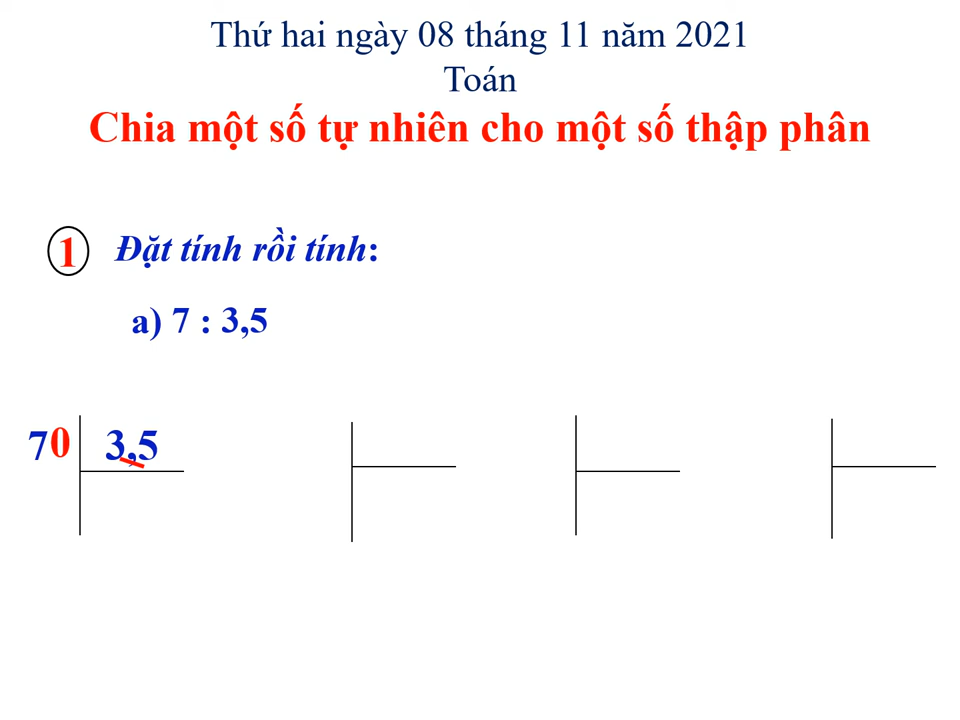 Thứ hai ngày 08 tháng 11 năm 2021
Toán
Chia một số tự nhiên cho một số thập phân
1 Đặt tính rồi tính:
a) 7 : 3,5
70 3,5